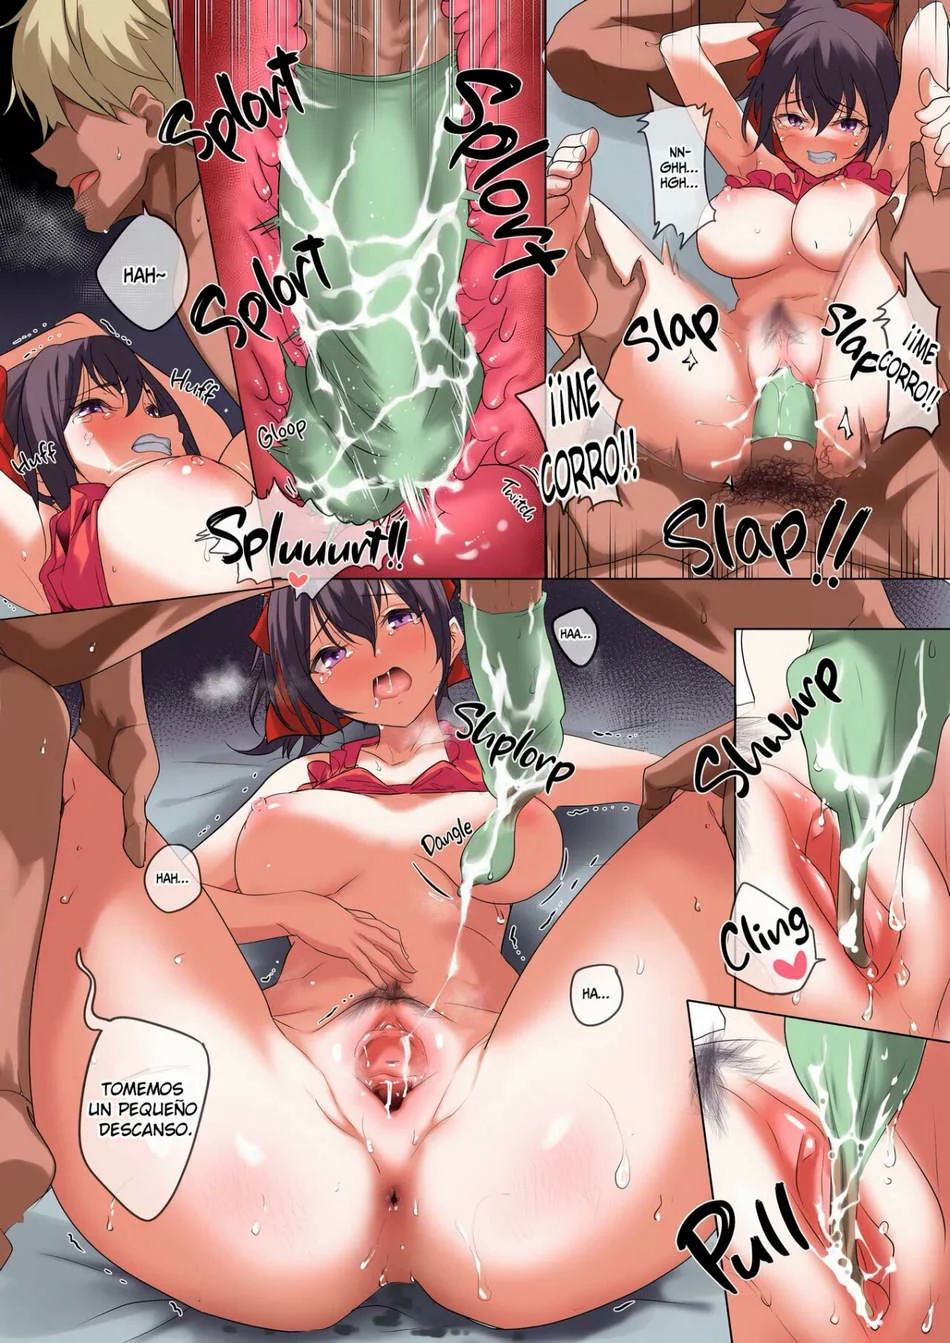 Splort
Splort
Splort
HAH~
Huff
Huff
Gloop
Twitch
Spluuurt!!
NN-
GHH...
HGH...
Slap
Slap
¡¡ME
CORRO!!
¡¡ME
CORRO!!
Slap!!
HAA...
Shplorp
Dangle
HAH...
HA...
TOMEMOS
UN PEQUEÑO
DESCANSO.
Shwurp
Cling
Pull